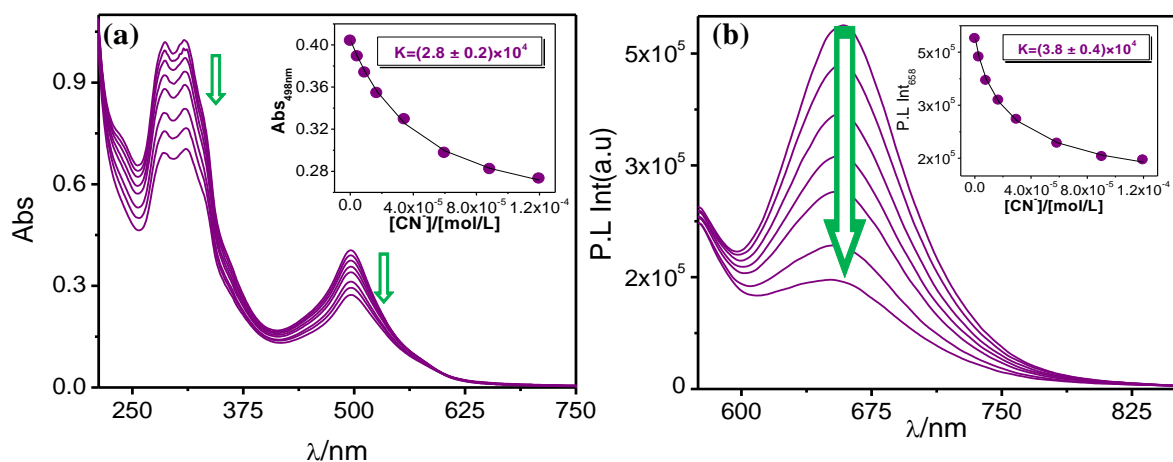 (a)
Abs
0.9
0.6
0.3
0.0
250 375 500 625 750
λ/nm
K=(2.8 ± 0.2)×10⁴
Abs₄₉₈ₙₘ
0.40
0.36
0.32
0.28
0.0 4.0x10⁻⁵ 8.0x10⁻⁵ 1.2x10⁻⁴
[CN⁻]/[mol/L]
(b)
P.L Int(a.u)
5x10⁵
3x10⁵
2x10⁵
0
600 675 750 825
λ/nm
K=(3.8 ± 0.4)×10⁴
P.L Int₆₅₈
5x10⁵
3x10⁵
2x10⁵
0.0 4.0x10⁻⁵ 8.0x10⁻⁵ 1.2x10⁻⁴
[CN⁻]/[mol/L]